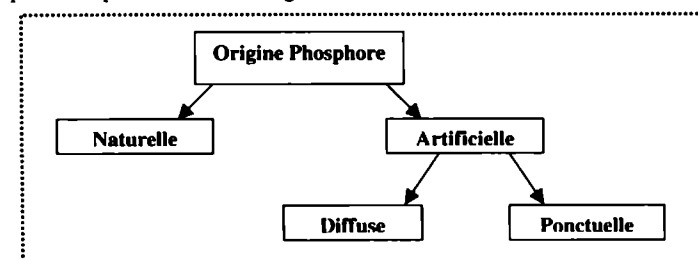 Origine Phosphore
Naturelle
Artificielle
Diffuse
Ponctuelle